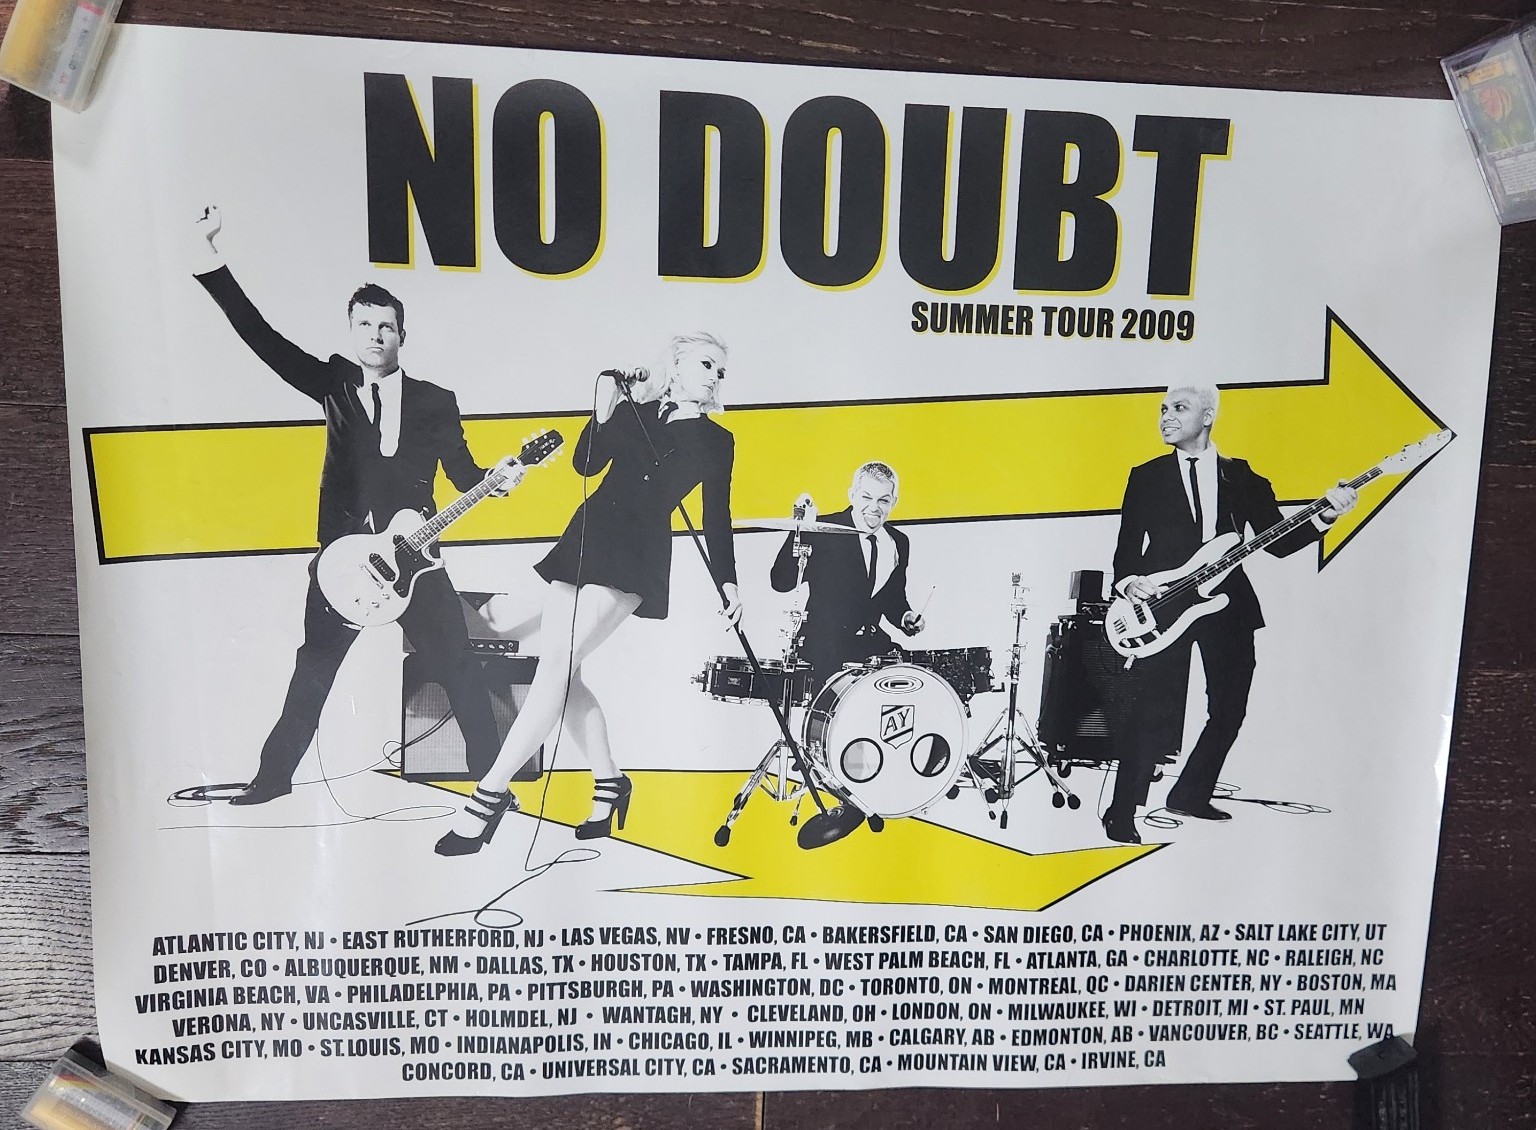 NO DOUBT
SUMMER TOUR 2009
AY
ATLANTIC CITY, NJ • EAST RUTHERFORD, NJ • LAS VEGAS, NV • FRESNO, CA • BAKERSFIELD, CA • SAN DIEGO, CA • PHOENIX, AZ • SALT LAKE CITY, UT
DENVER, CO • ALBUQUERQUE, NM • DALLAS, TX • HOUSTON, TX • TAMPA, FL • WEST PALM BEACH, FL • ATLANTA, GA • CHARLOTTE, NC • RALEIGH, NC
VIRGINIA BEACH, VA • PHILADELPHIA, PA • PITTSBURGH, PA • WASHINGTON, DC • TORONTO, ON • MONTREAL, QC • DARIEN CENTER, NY • BOSTON, MA
VERONA, NY • UNCASVILLE, CT • HOLMDEL, NJ • WANTAGH, NY • CLEVELAND, OH • LONDON, ON • MILWAUKEE, WI • DETROIT, MI • ST. PAUL, MN
KANSAS CITY, MO • ST. LOUIS, MO • INDIANAPOLIS, IN • CHICAGO, IL • WINNIPEG, MB • CALGARY, AB • EDMONTON, AB • VANCOUVER, BC • SEATTLE, WA
CONCORD, CA • UNIVERSAL CITY, CA • SACRAMENTO, CA • MOUNTAIN VIEW, CA • IRVINE, CA